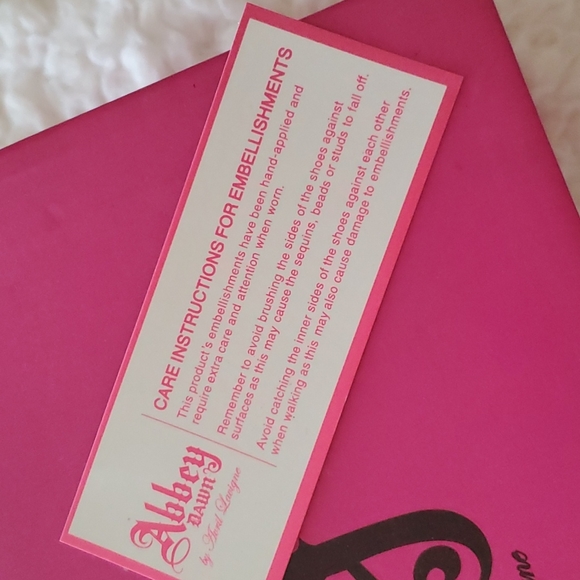 Abbey
DAWN
by Avril Lavigne
CARE INSTRUCTIONS FOR EMBELLISHMENTS
This product's embellishments have been hand-applied and
require extra care and attention when worn.
Remember to avoid brushing the sides of the shoes against
surfaces as this may cause the sequins, beads or studs to fall off.
Avoid catching the inner sides of the shoes against each other
when walking as this may also cause damage to embellishments.